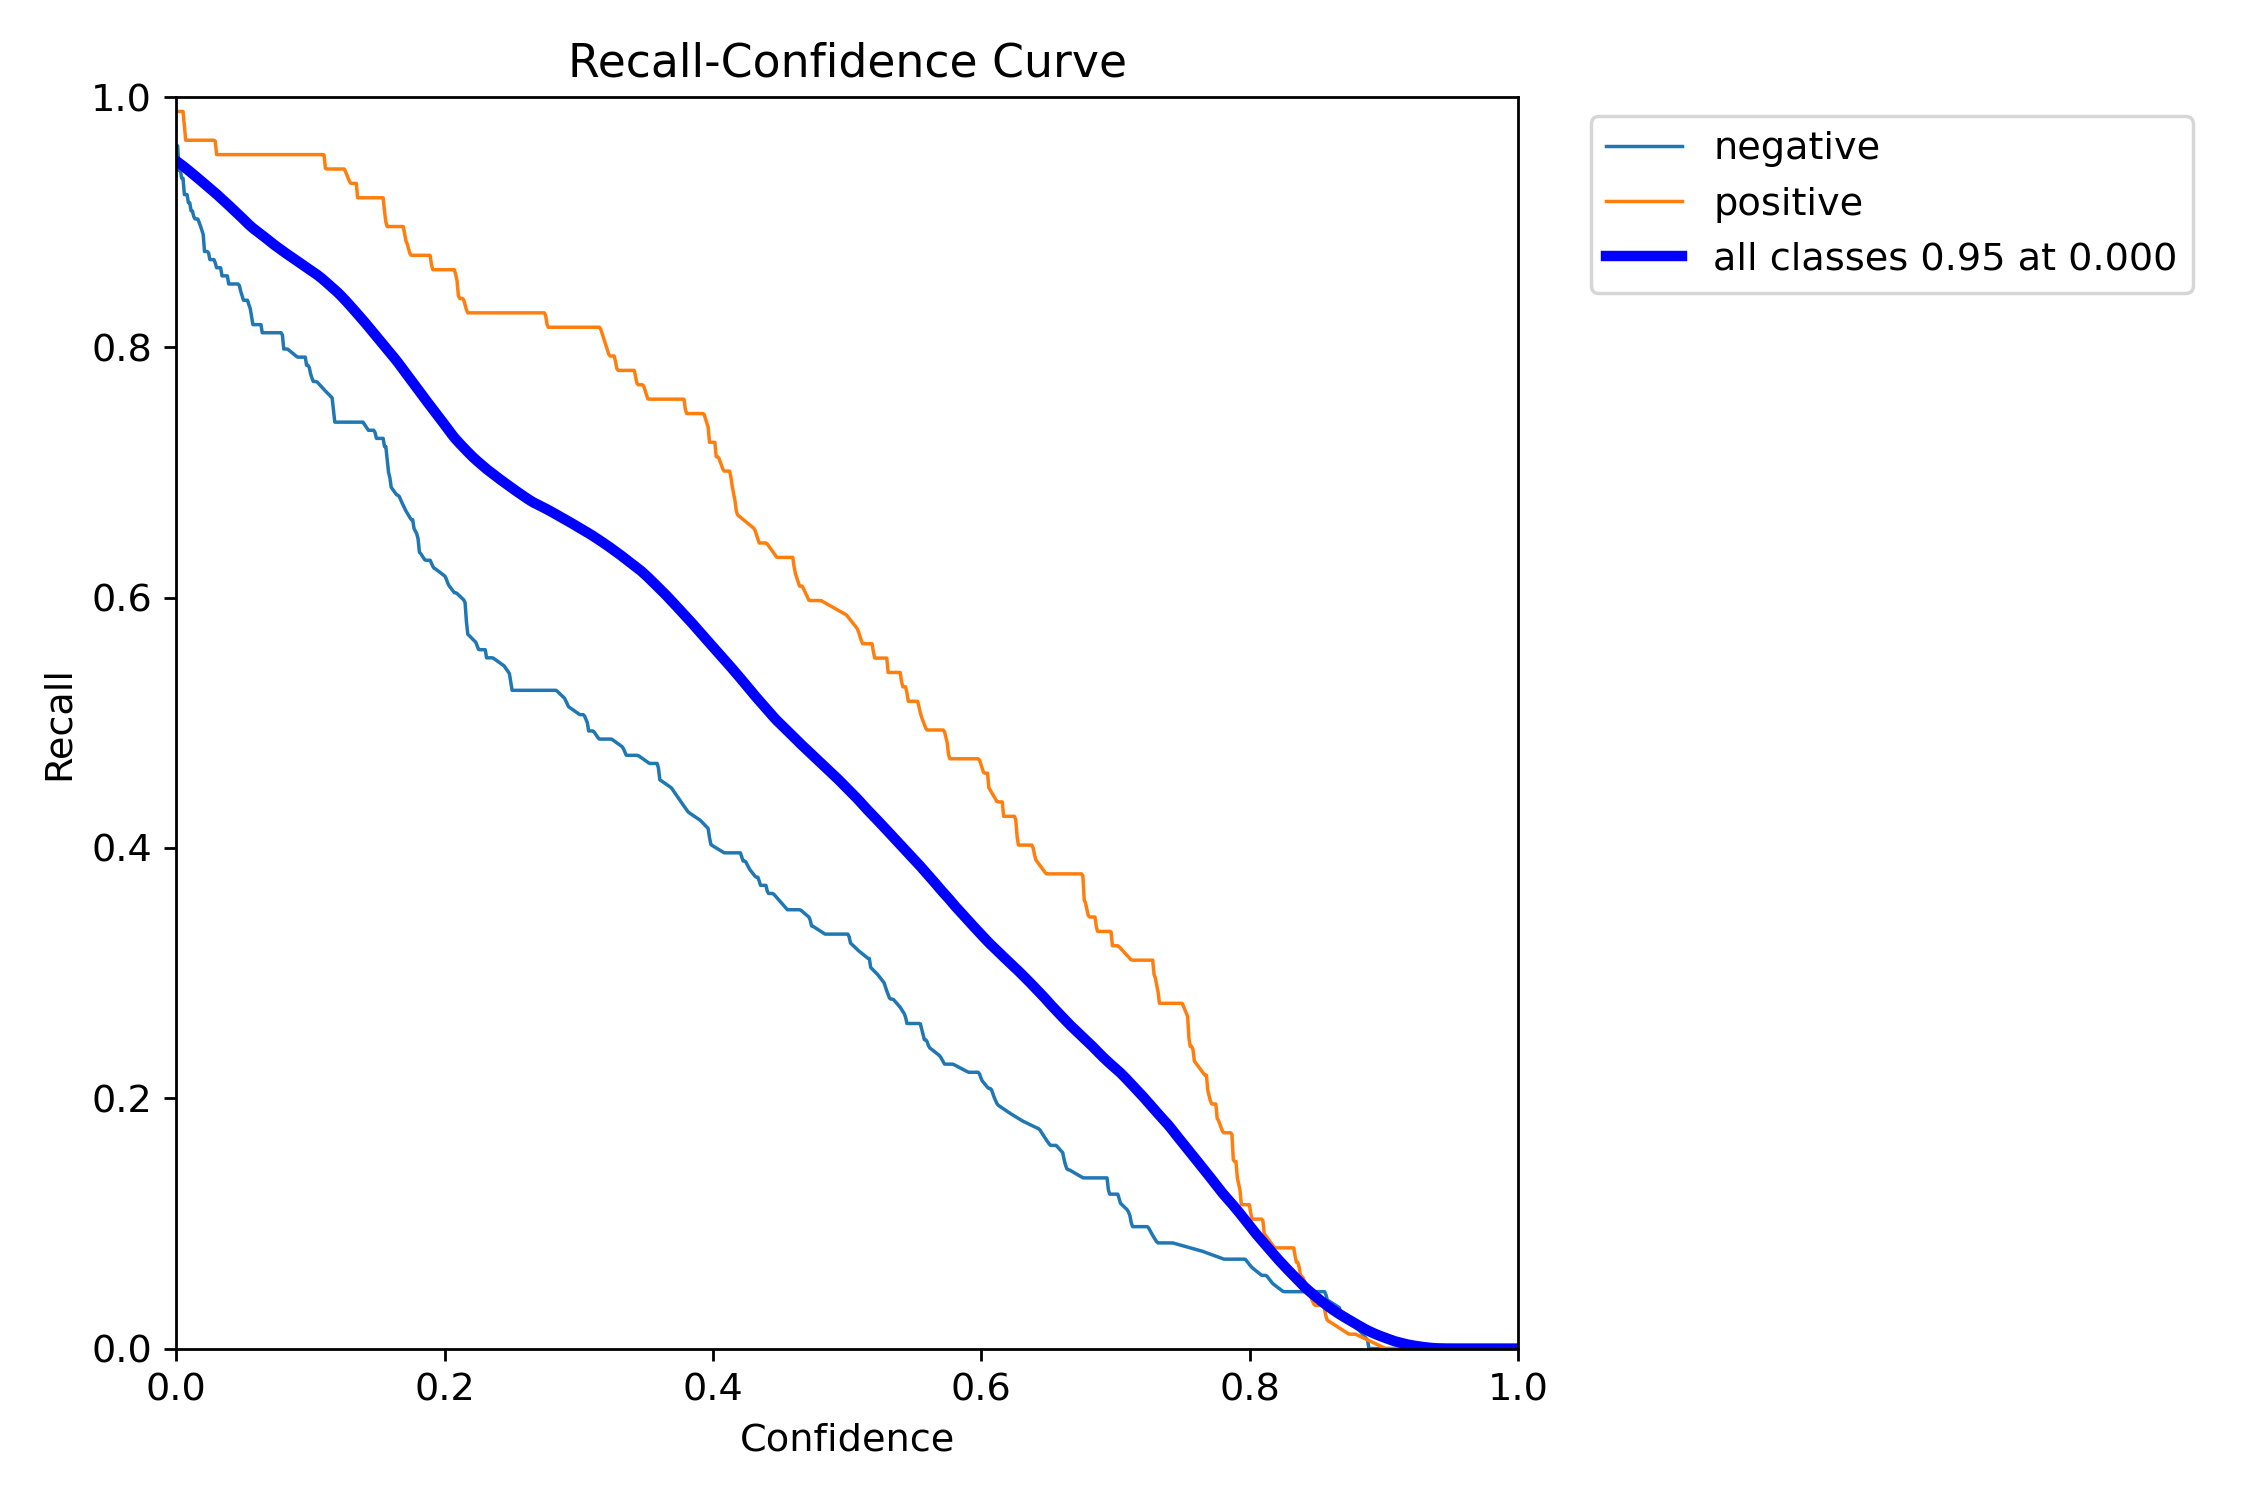 Recall-Confidence Curve
1.0
0.8
0.6
0.4
0.2
0.0
Recall
0.0 0.2 0.4 0.6 0.8 1.0
Confidence
negative
positive
all classes 0.95 at 0.000